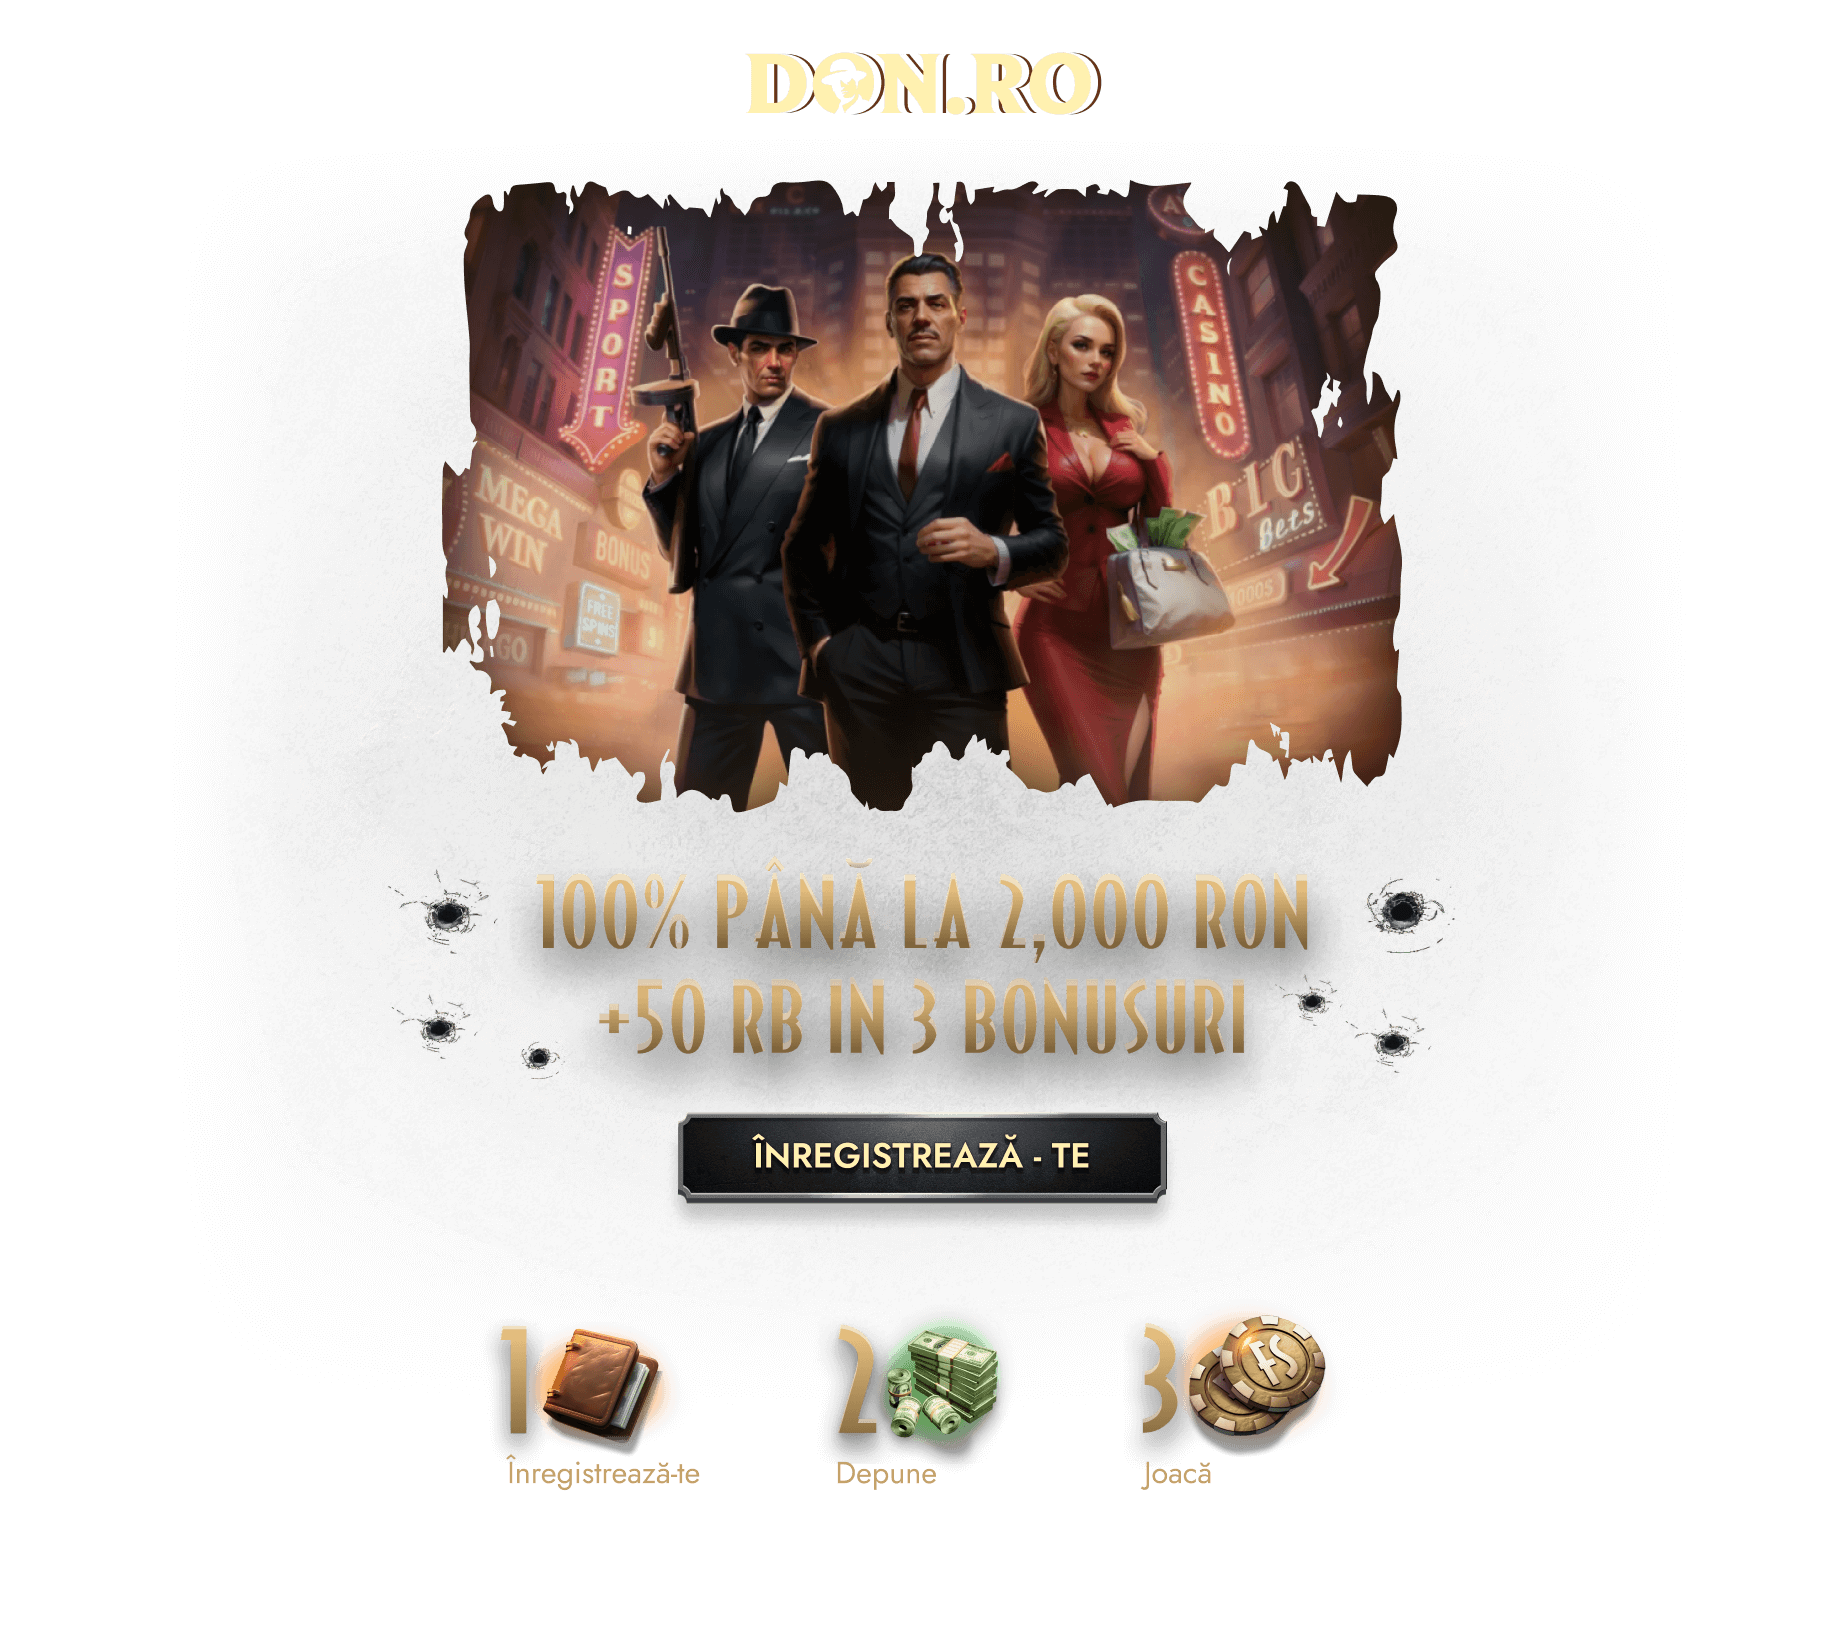 DON.RO
SPORT
CASINO
MEGA
WIN
BONUS
FREE
SPINS
BIG
Bets
100% PÂNĂ LA 2,000 RON
+50 RB IN 3 BONUSURI
ÎNREGISTREAZĂ - TE
1
2
3
FS
Înregistrează-te
Depune
Joacă